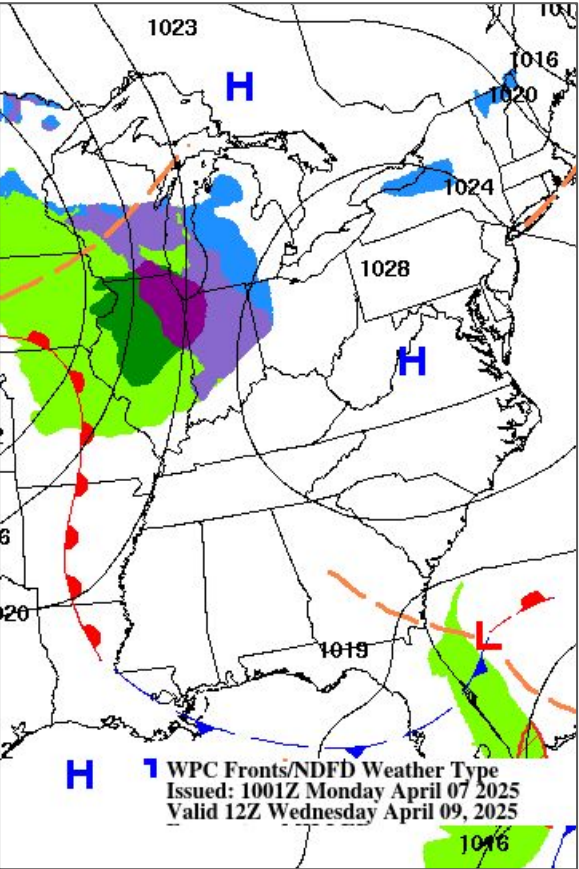 1023
H
1016
1020
1024
1028
H
1019
L
H
WPC Fronts/NDFD Weather Type
Issued: 1001Z Monday April 07 2025
Valid 12Z Wednesday April 09, 2025
1016